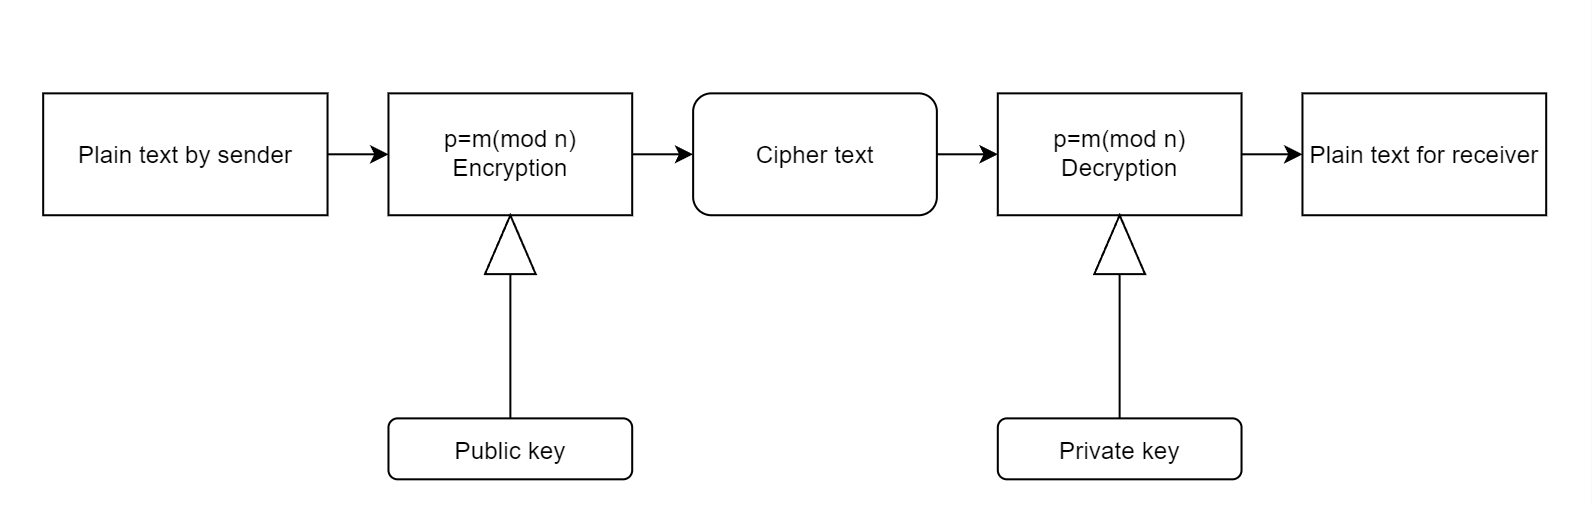 Plain text by sender
p=m(mod n)
Encryption
Cipher text
p=m(mod n)
Decryption
Plain text for receiver
Public key
Private key